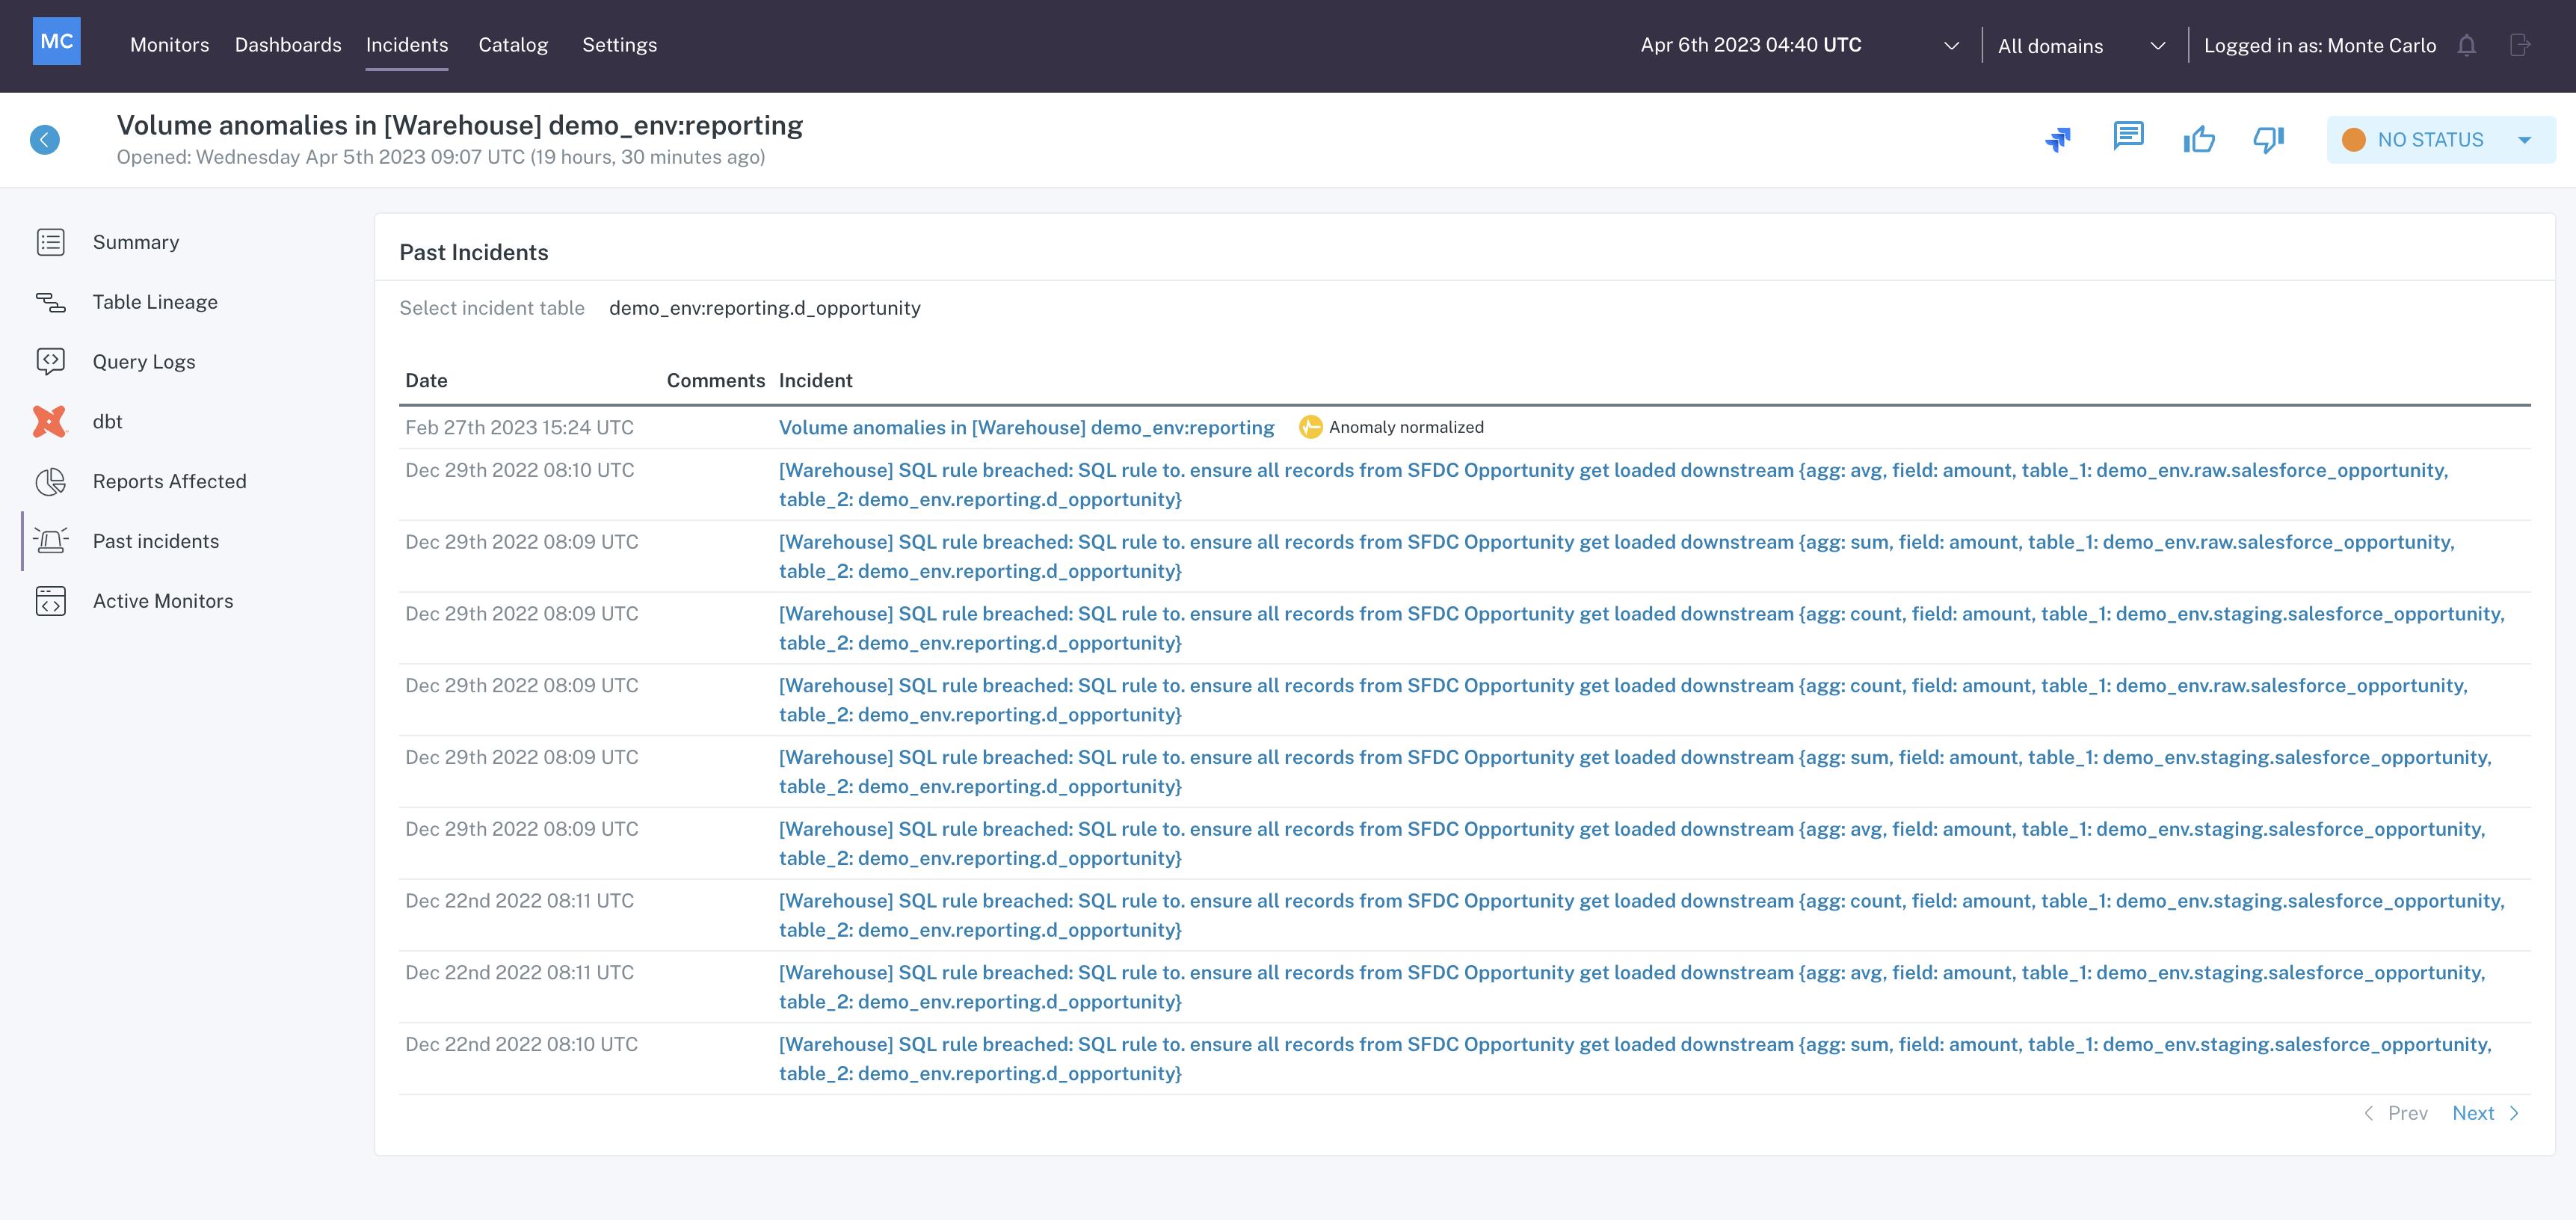 MC
Monitors Dashboards Incidents Catalog Settings
Apr 6th 2023 04:40 UTC
All domains
Logged in as: Monte Carlo
Volume anomalies in [Warehouse] demo_env:reporting
Opened: Wednesday Apr 5th 2023 09:07 UTC (19 hours, 30 minutes ago)
NO STATUS
Summary
Table Lineage
Query Logs
dbt
Reports Affected
Past incidents
Active Monitors
Past Incidents
Select incident table demo_env:reporting.d_opportunity
Date Comments Incident
Feb 27th 2023 15:24 UTC Volume anomalies in [Warehouse] demo_env:reporting Anomaly normalized
Dec 29th 2022 08:10 UTC [Warehouse] SQL rule breached: SQL rule to. ensure all records from SFDC Opportunity get loaded downstream {agg: avg, field: amount, table_1: demo_env.raw.salesforce_opportunity,
table_2: demo_env.reporting.d_opportunity}
Dec 29th 2022 08:09 UTC [Warehouse] SQL rule breached: SQL rule to. ensure all records from SFDC Opportunity get loaded downstream {agg: sum, field: amount, table_1: demo_env.raw.salesforce_opportunity,
table_2: demo_env.reporting.d_opportunity}
Dec 29th 2022 08:09 UTC [Warehouse] SQL rule breached: SQL rule to. ensure all records from SFDC Opportunity get loaded downstream {agg: count, field: amount, table_1: demo_env.staging.salesforce_opportunity,
table_2: demo_env.reporting.d_opportunity}
Dec 29th 2022 08:09 UTC [Warehouse] SQL rule breached: SQL rule to. ensure all records from SFDC Opportunity get loaded downstream {agg: count, field: amount, table_1: demo_env.raw.salesforce_opportunity,
table_2: demo_env.reporting.d_opportunity}
Dec 29th 2022 08:09 UTC [Warehouse] SQL rule breached: SQL rule to. ensure all records from SFDC Opportunity get loaded downstream {agg: sum, field: amount, table_1: demo_env.staging.salesforce_opportunity,
table_2: demo_env.reporting.d_opportunity}
Dec 29th 2022 08:09 UTC [Warehouse] SQL rule breached: SQL rule to. ensure all records from SFDC Opportunity get loaded downstream {agg: avg, field: amount, table_1: demo_env.staging.salesforce_opportunity,
table_2: demo_env.reporting.d_opportunity}
Dec 22nd 2022 08:11 UTC [Warehouse] SQL rule breached: SQL rule to. ensure all records from SFDC Opportunity get loaded downstream {agg: count, field: amount, table_1: demo_env.staging.salesforce_opportunity,
table_2: demo_env.reporting.d_opportunity}
Dec 22nd 2022 08:11 UTC [Warehouse] SQL rule breached: SQL rule to. ensure all records from SFDC Opportunity get loaded downstream {agg: avg, field: amount, table_1: demo_env.staging.salesforce_opportunity,
table_2: demo_env.reporting.d_opportunity}
Dec 22nd 2022 08:10 UTC [Warehouse] SQL rule breached: SQL rule to. ensure all records from SFDC Opportunity get loaded downstream {agg: sum, field: amount, table_1: demo_env.staging.salesforce_opportunity,
table_2: demo_env.reporting.d_opportunity}
Prev Next